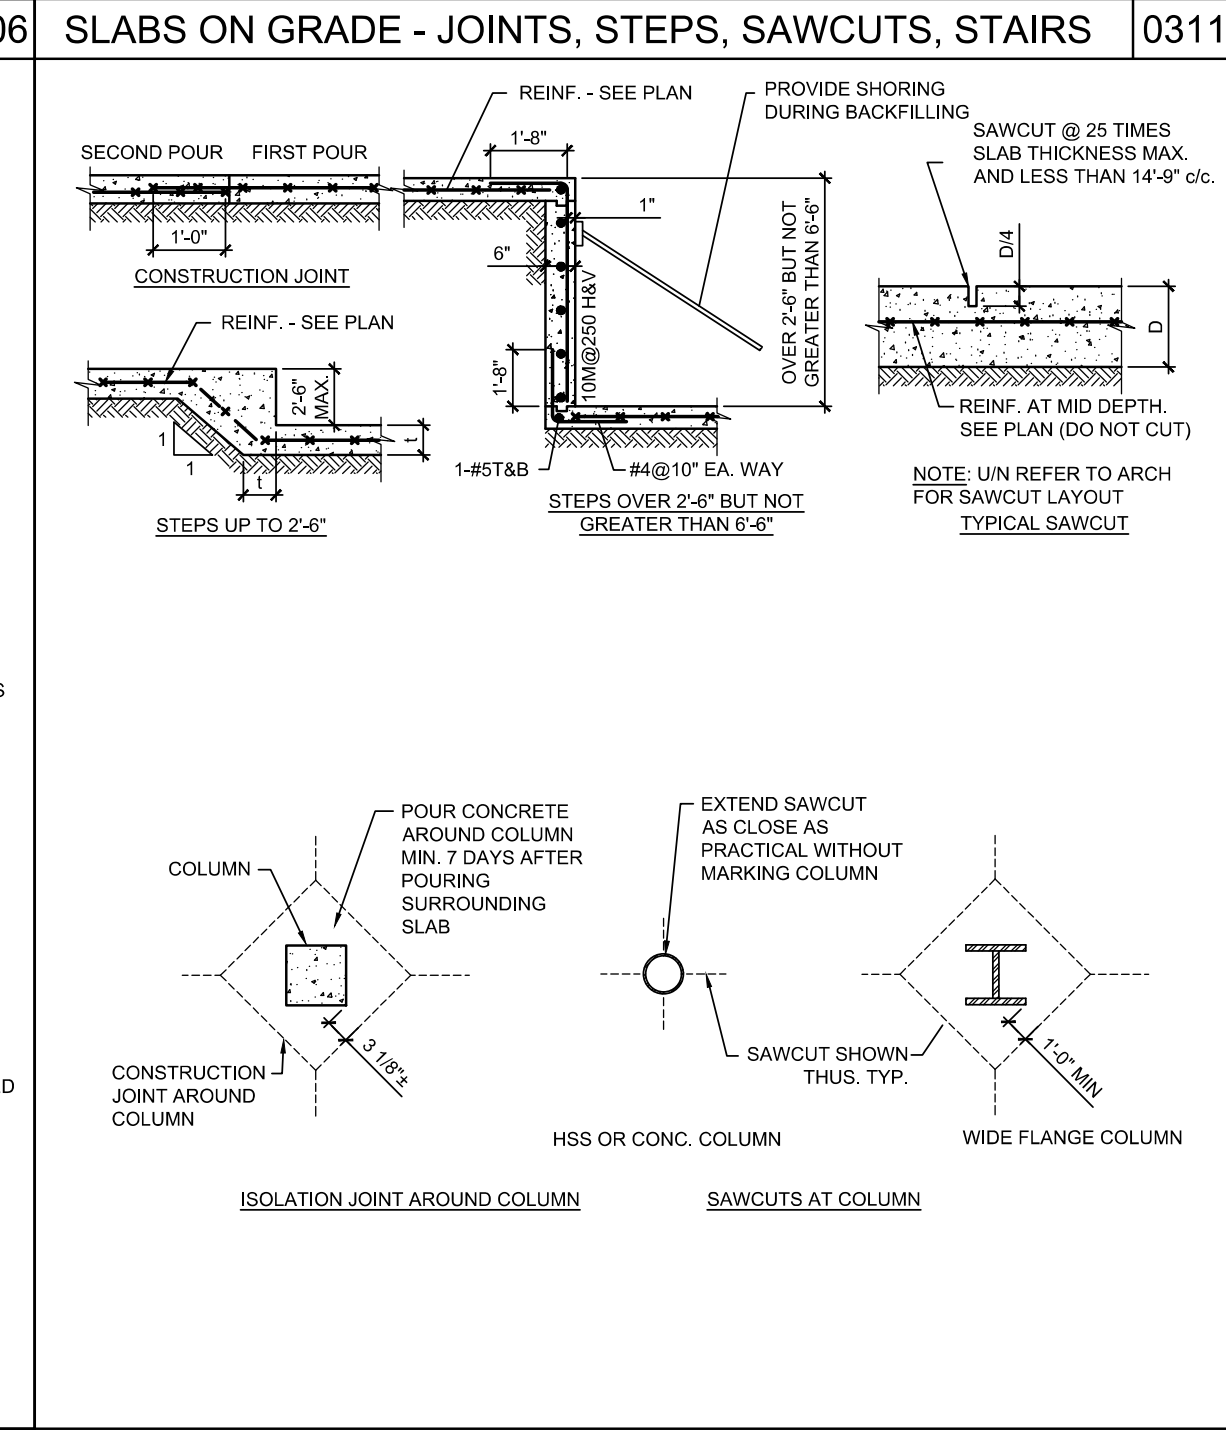 06
SLABS ON GRADE - JOINTS, STEPS, SAWCUTS, STAIRS
0311
SECOND POUR
FIRST POUR
1'-0"
CONSTRUCTION JOINT
REINF. - SEE PLAN
2'-6"
MAX.
t
1
1
t
STEPS UP TO 2'-6"
REINF. - SEE PLAN
1'-8"
PROVIDE SHORING
DURING BACKFILLING
1"
6"
10M@250 H&V
1'-8"
OVER 2'-6" BUT NOT
GREATER THAN 6'-6"
1-#5T&B
#4@10" EA. WAY
STEPS OVER 2'-6" BUT NOT
GREATER THAN 6'-6"
SAWCUT @ 25 TIMES
SLAB THICKNESS MAX.
AND LESS THAN 14'-9" c/c.
D/4
D
REINF. AT MID DEPTH.
SEE PLAN (DO NOT CUT)
NOTE: U/N REFER TO ARCH
FOR SAWCUT LAYOUT
TYPICAL SAWCUT
S
D
COLUMN
POUR CONCRETE
AROUND COLUMN
MIN. 7 DAYS AFTER
POURING
SURROUNDING
SLAB
3 1/8"±
CONSTRUCTION
JOINT AROUND
COLUMN
ISOLATION JOINT AROUND COLUMN
EXTEND SAWCUT
AS CLOSE AS
PRACTICAL WITHOUT
MARKING COLUMN
SAWCUT SHOWN
THUS. TYP.
HSS OR CONC. COLUMN
1'-0" MIN
WIDE FLANGE COLUMN
SAWCUTS AT COLUMN